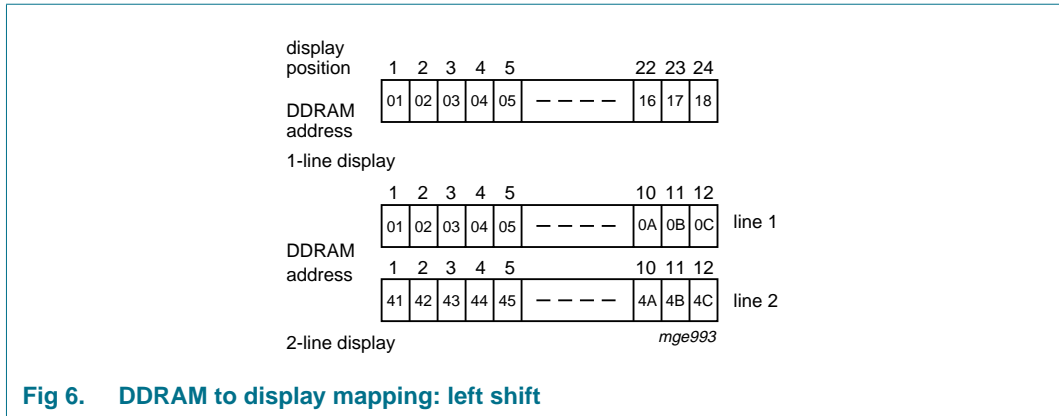 display
position 1 2 3 4 5 22 23 24
01 02 03 04 05 – – – – 16 17 18
DDRAM
address
1-line display
1 2 3 4 5 10 11 12
01 02 03 04 05 – – – – 0A 0B 0C line 1
DDRAM
address 1 2 3 4 5 10 11 12
41 42 43 44 45 – – – – 4A 4B 4C line 2
2-line display mge993
Fig 6. DDRAM to display mapping: left shift